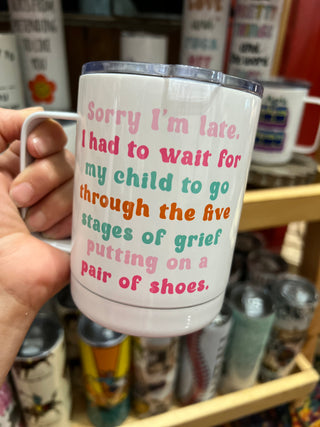 Sorry I'm late.
I had to wait for
my child to go
through the five
stages of grief
putting on a
pair of shoes.